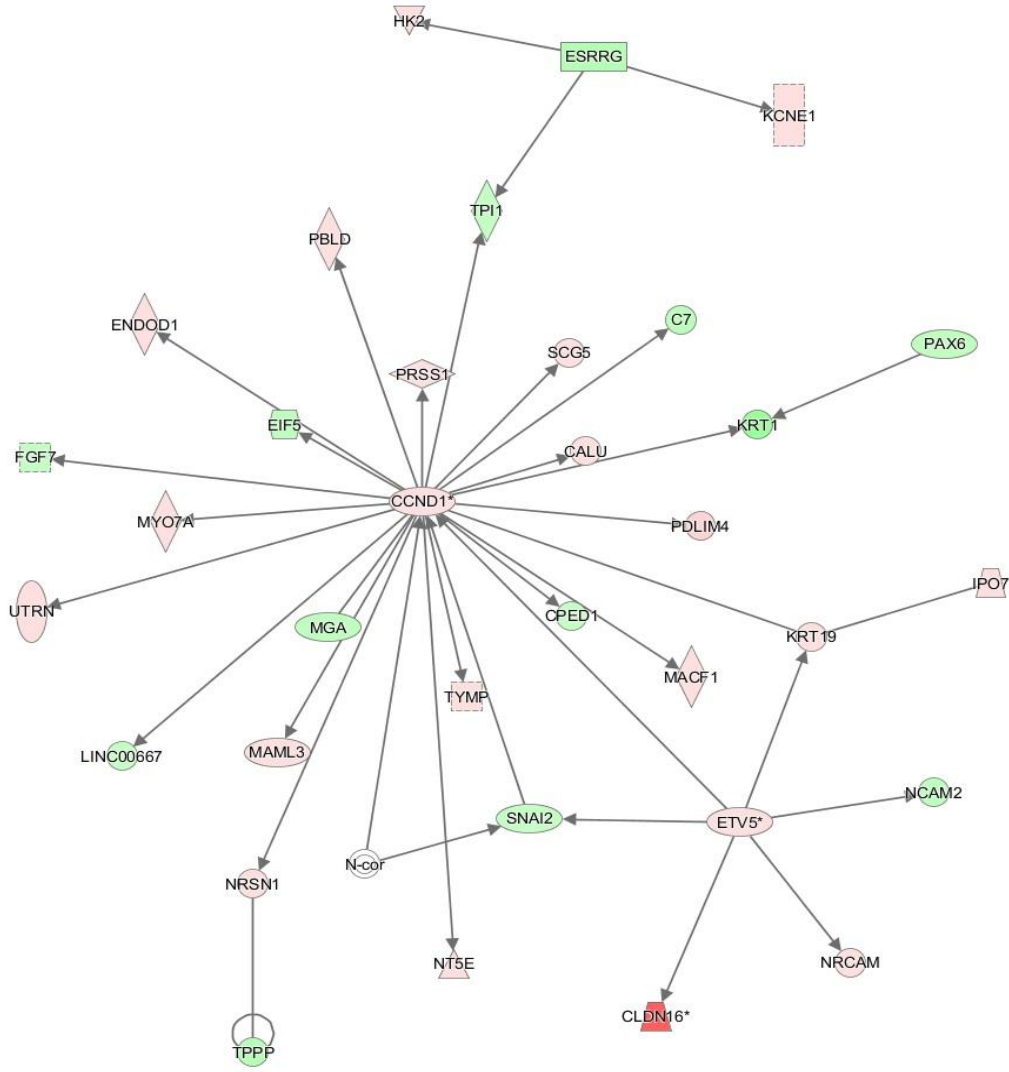 HK2
ESRRG
KCNE1
TPI1
PBLD
ENDOD1
C7
PAX6
SCG5
PRSS1
EIF5
KRT1
FGF7
CALU
CCND1*
MYO7A
PDLIM4
UTRN
MGA
CPED1
IPO7
KRT19
MACF1
TYMP
LINC00667
MAML3
NCAM2
SNAI2
ETV5*
N-cor
NRSN1
NT5E
NRCAM
CLDN16*
TPPP